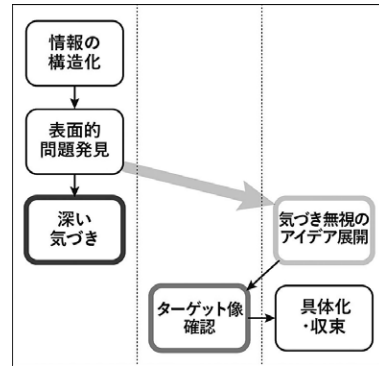 情報の
構造化
表面的
問題発見
深い
気づき
気づき無視の
アイデア展開
ターゲット像
確認
具体化
・収束